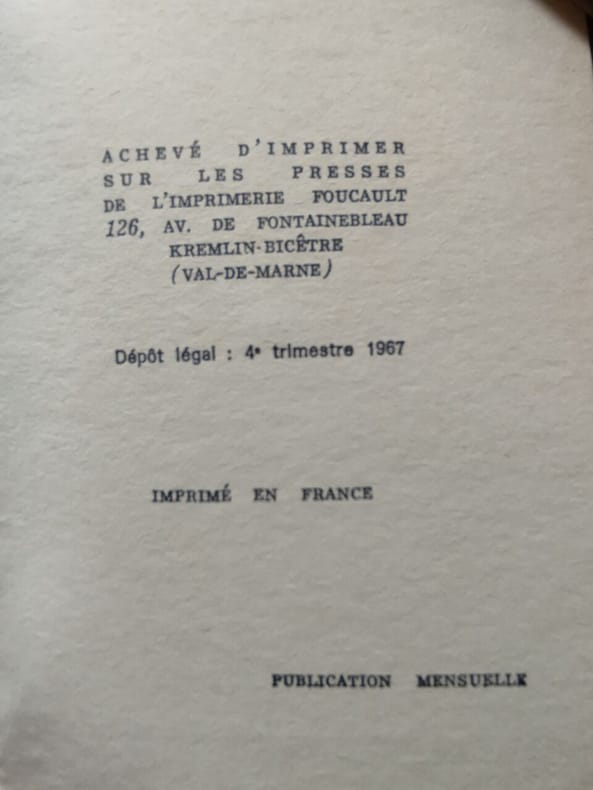 ACHEVÉ D'IMPRIMER
SUR LES PRESSES
DE L'IMPRIMERIE FOUCAULT
126, AV. DE FONTAINEBLEAU
KREMLIN-BICÊTRE
(VAL-DE-MARNE)
Dépôt légal : 4e trimestre 1967
IMPRIMÉ EN FRANCE
PUBLICATION MENSUELLE